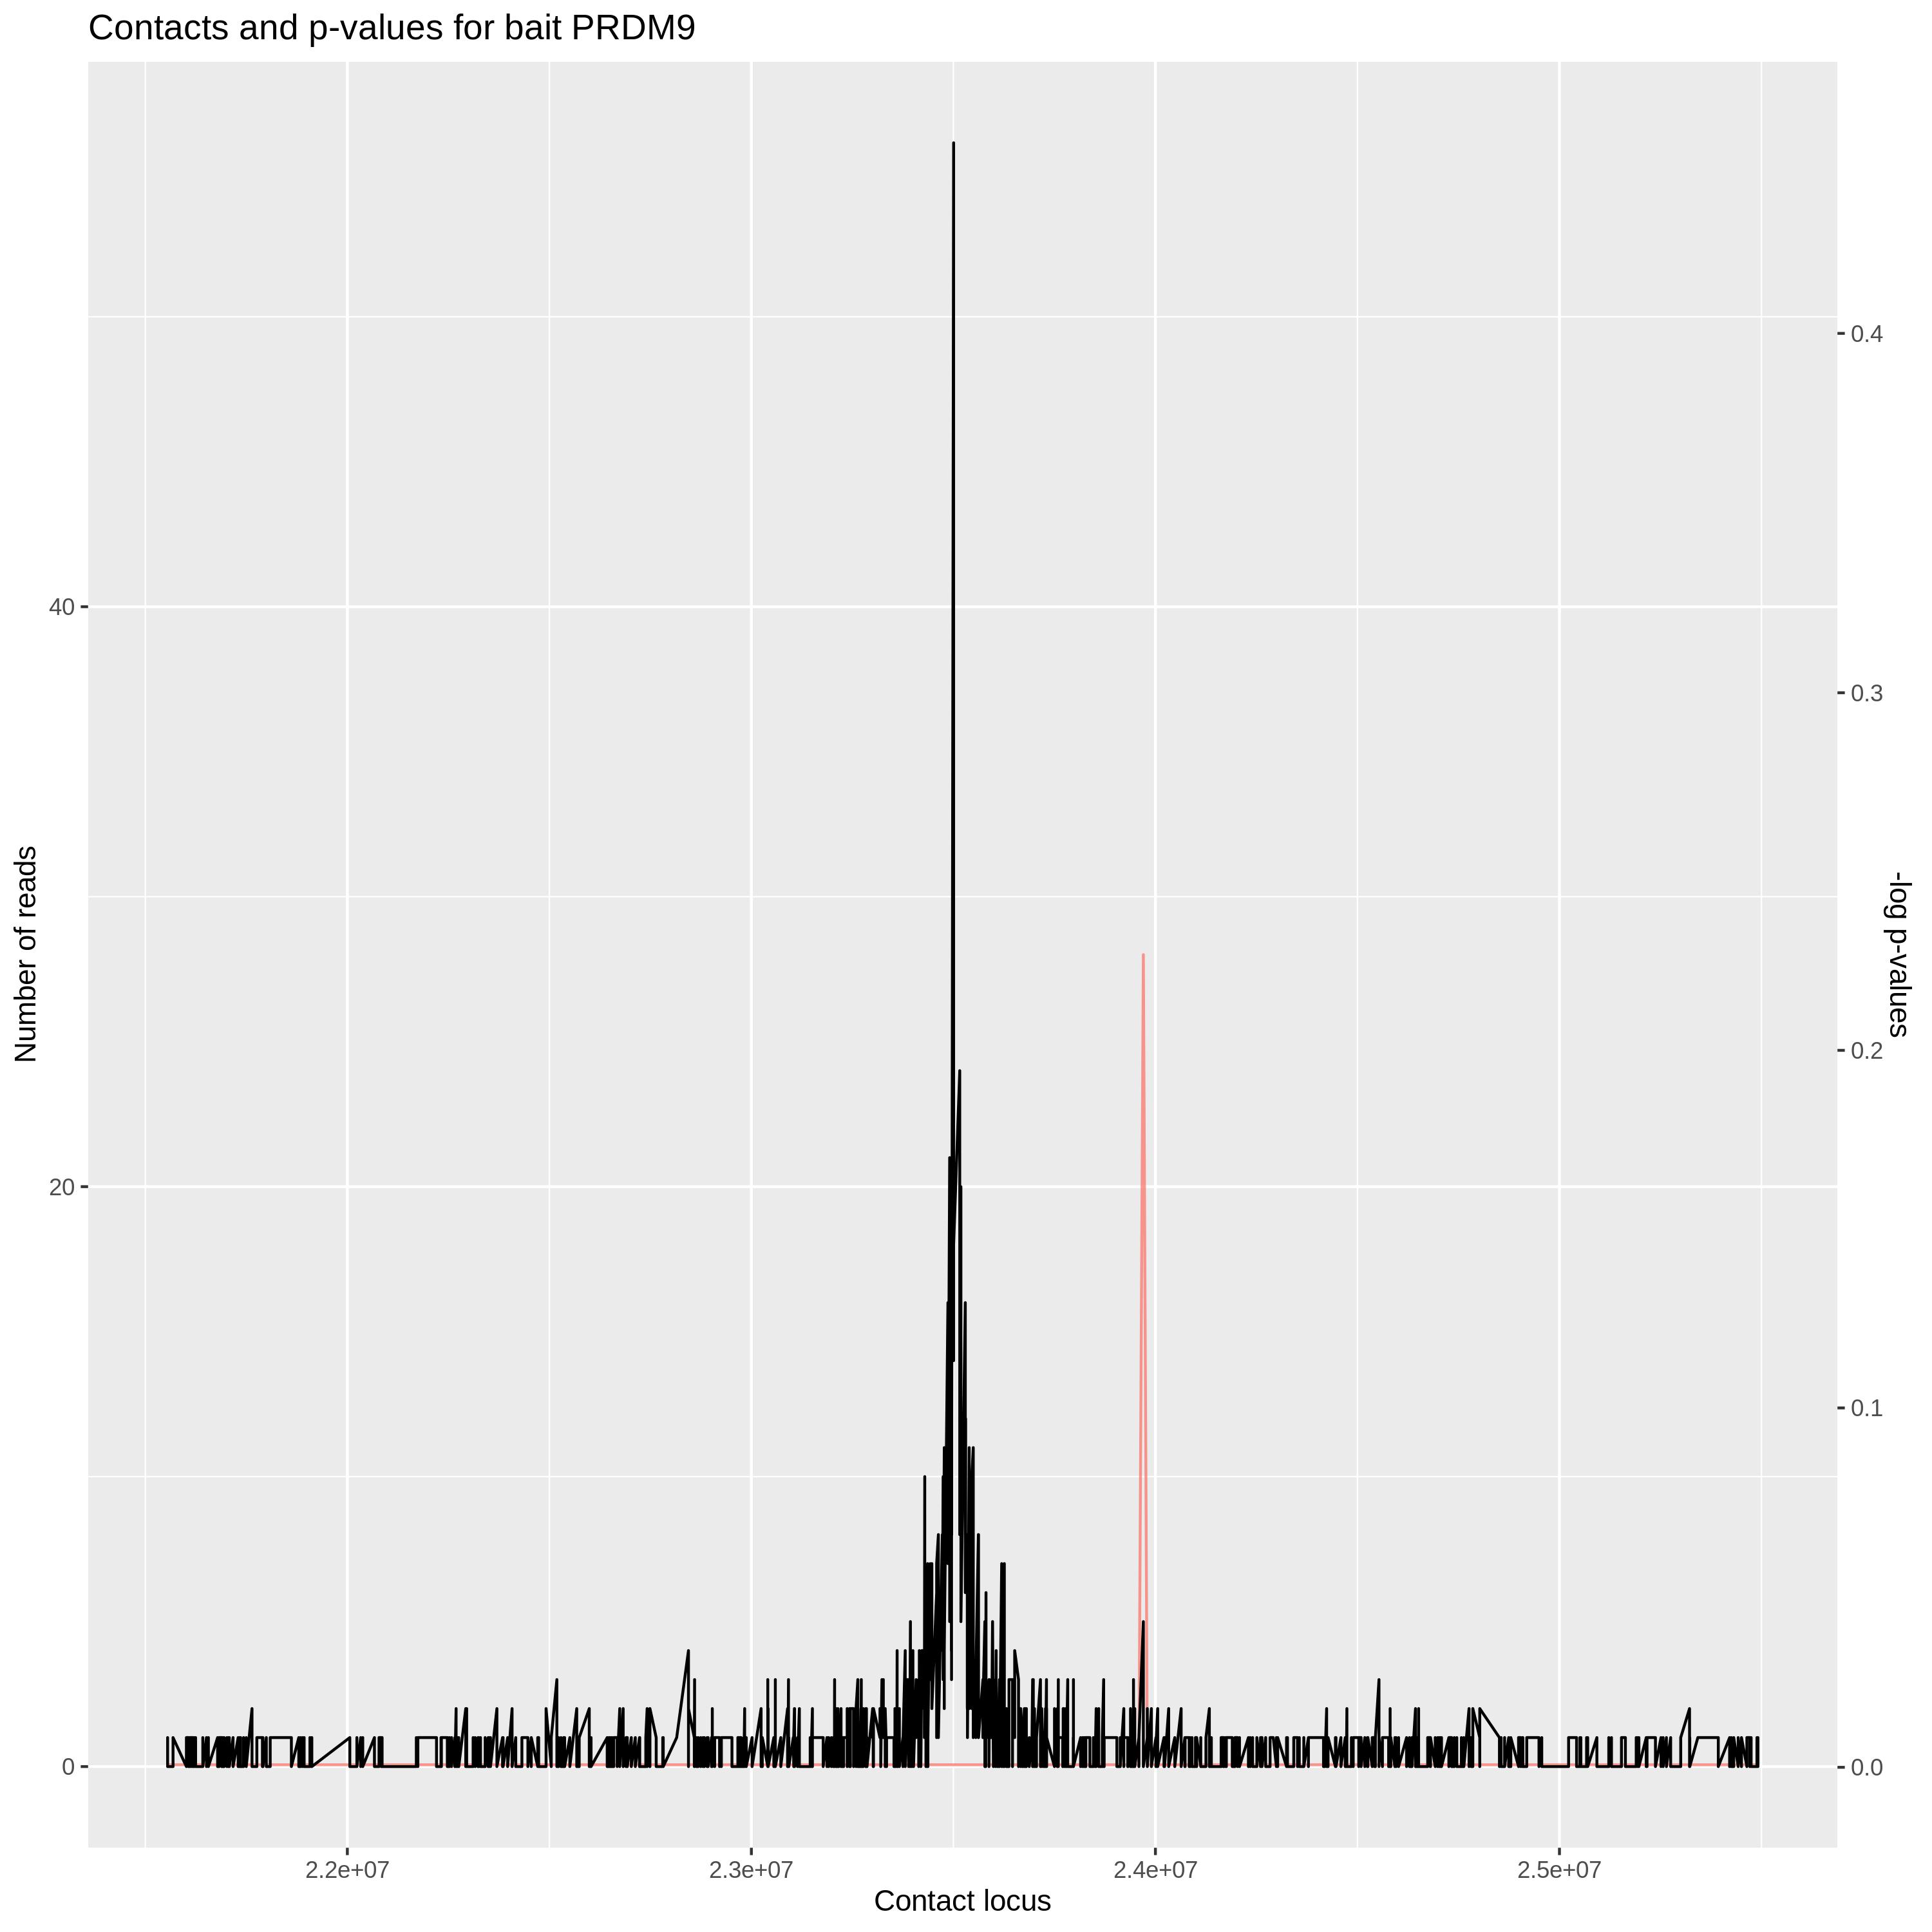 Contacts and p-values for bait PRDM9
Number of reads
40
20
0
0.4
0.3
0.2
0.1
0.0
-log p-values
2.2e+07
2.3e+07
2.4e+07
2.5e+07
Contact locus